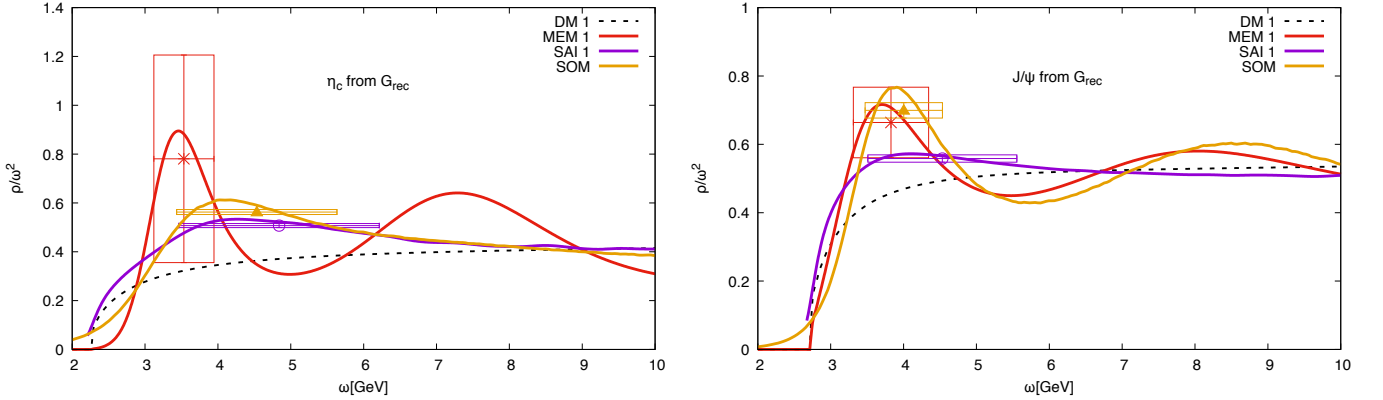 1.4
1.2
1
0.8
0.6
0.4
0.2
0
2 3 4 5 6 7 8 9 10
ρ/ω²
ω[GeV]
η_c from G_rec
DM 1
MEM 1
SAI 1
SOM
1
0.8
0.6
0.4
0.2
0
2 3 4 5 6 7 8 9 10
ρ/ω²
ω[GeV]
J/ψ from G_rec
DM 1
MEM 1
SAI 1
SOM